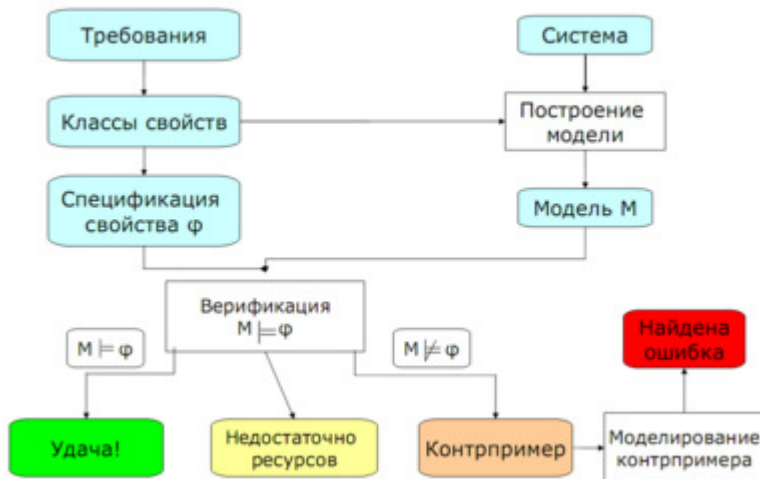 Требования
Система
Классы свойств
Построение
модели
Спецификация
свойства φ
Модель M
Верификация
M ⊨ φ
M ⊨ φ
M ⊭ φ
Найдена
ошибка
Удача!
Недостаточно
ресурсов
Контрпример
Моделирование
контрпримера